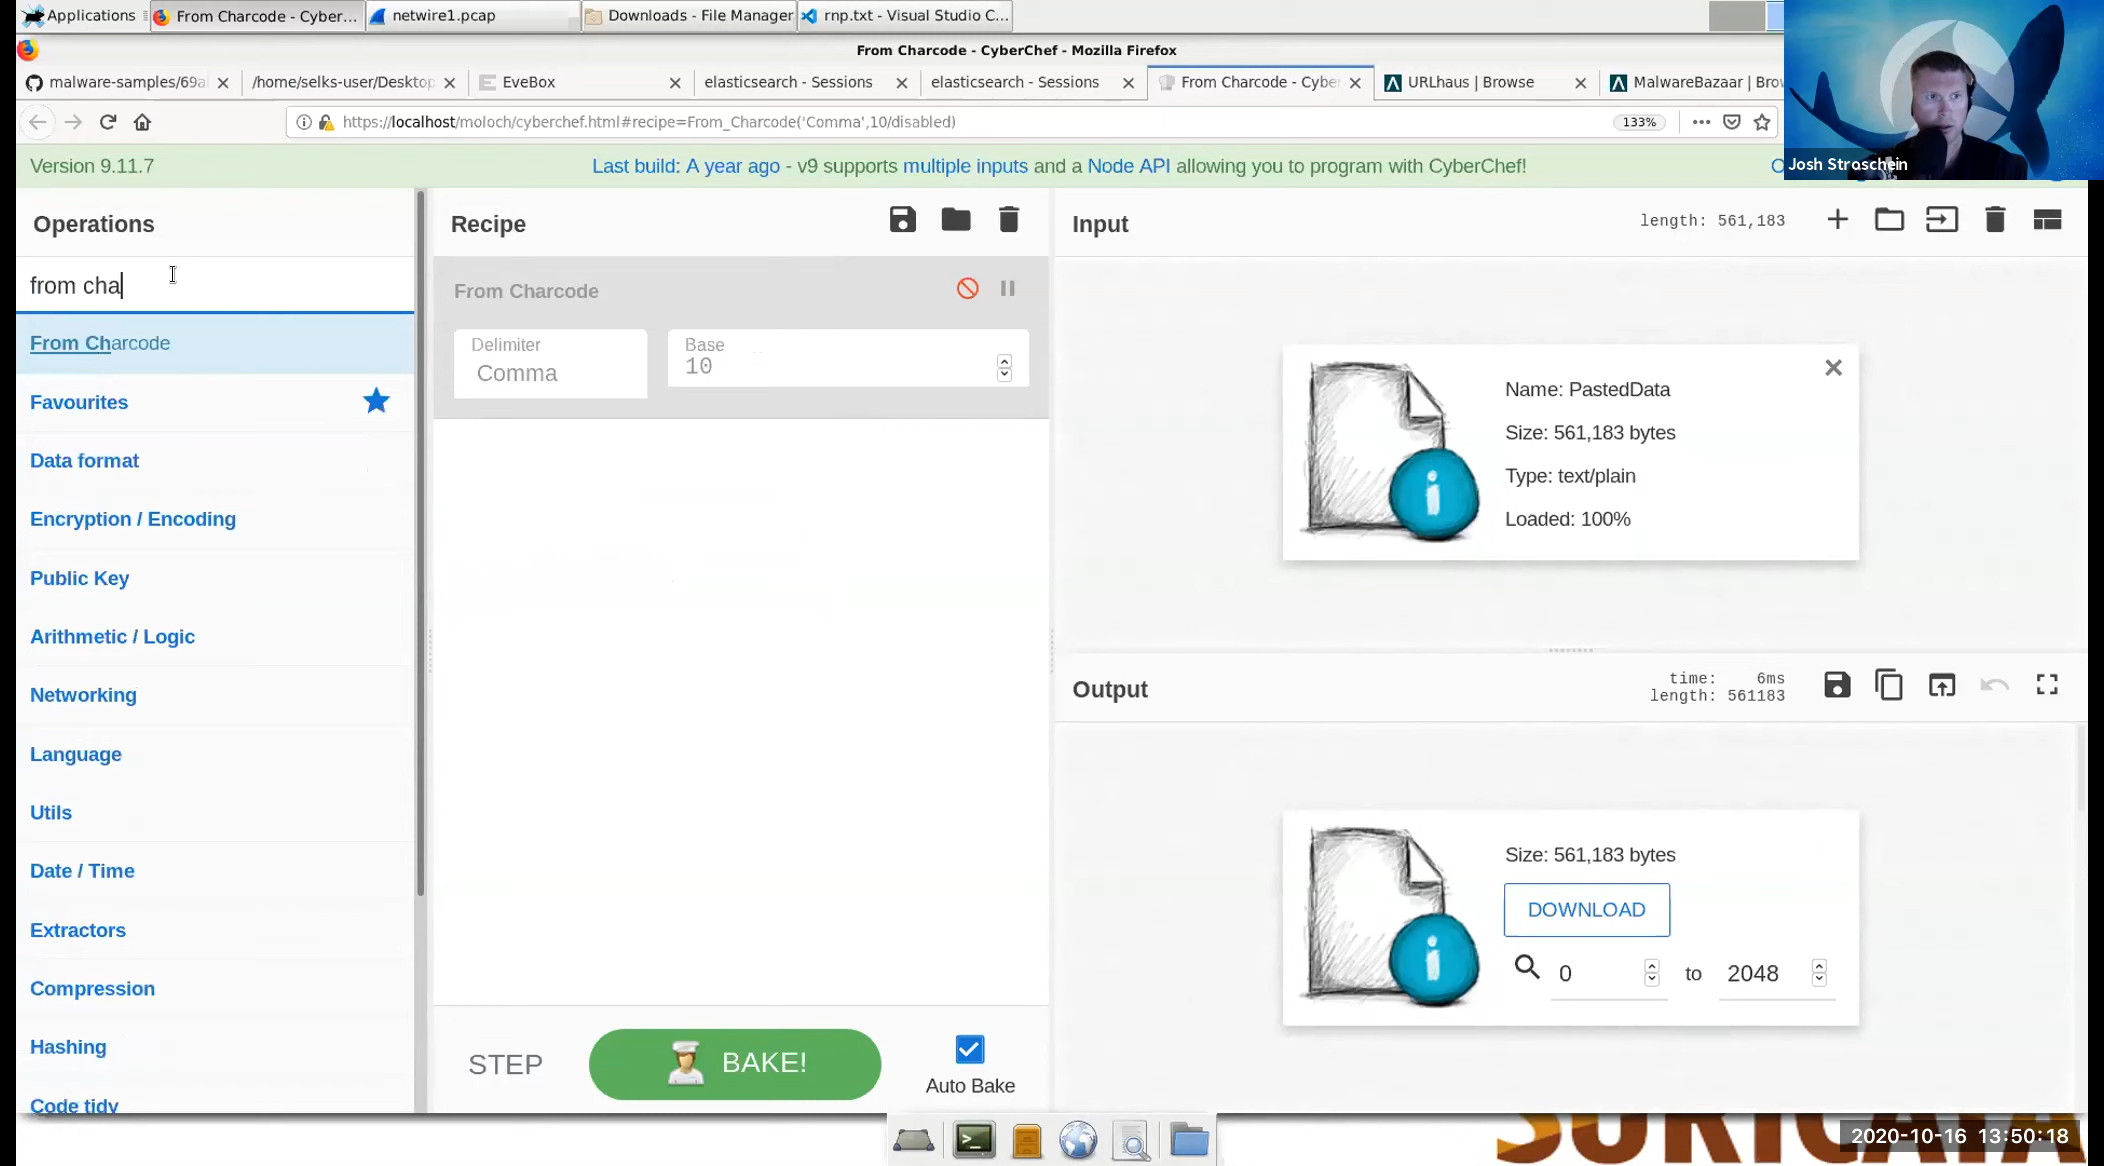 Applications
From Charcode - Cyber...
netwire1.pcap
Downloads - File Manager
rnp.txt - Visual Studio C...
From Charcode - CyberChef - Mozilla Firefox
malware-samples/69a
/home/selks-user/Desktop
EveBox
elasticsearch - Sessions
elasticsearch - Sessions
From Charcode - Cybe
URLhaus | Browse
MalwareBazaar | Brow
https://localhost/moloch/cyberchef.html#recipe=From_Charcode('Comma',10/disabled)
133%
Josh Stroschein
Version 9.11.7
Last build: A year ago - v9 supports multiple inputs and a Node API allowing you to program with CyberChef!
Operations
from cha
From Charcode
Favourites
Data format
Encryption / Encoding
Public Key
Arithmetic / Logic
Networking
Language
Utils
Date / Time
Extractors
Compression
Hashing
Code tidy
Recipe
From Charcode
Delimiter
Comma
Base
10
STEP
BAKE!
Auto Bake
Input
length: 561,183
Name: PastedData
Size: 561,183 bytes
Type: text/plain
Loaded: 100%
Output
time: 6ms
length: 561183
Size: 561,183 bytes
DOWNLOAD
0 to 2048
SURICATA
2020-10-16 13:50:18